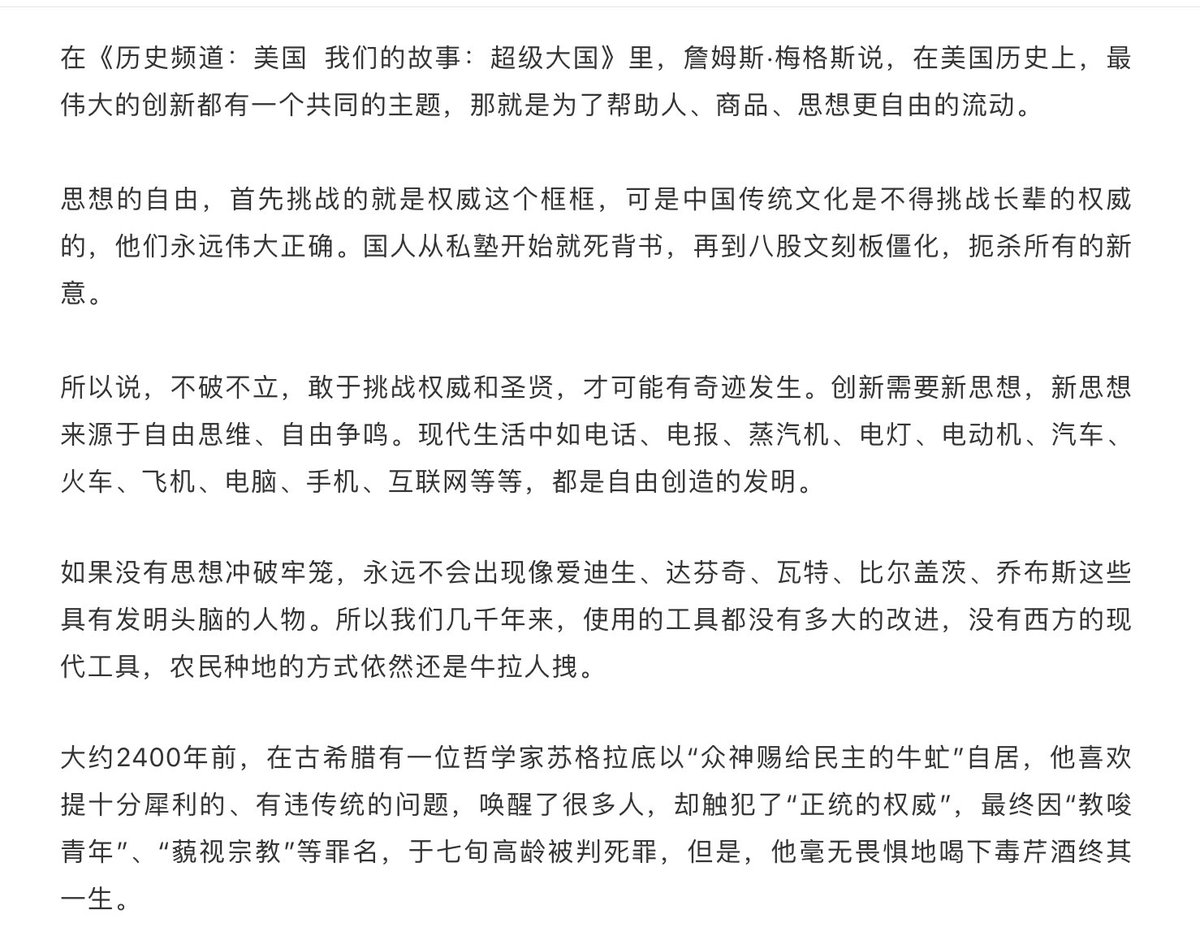 在《历史频道：美国 我们的故事：超级大国》里，詹姆斯·梅格斯说，在美国历史上，最
伟大的创新都有一个共同的主题，那就是为了帮助人、商品、思想更自由的流动。
思想的自由，首先挑战的就是权威这个框框，可是中国传统文化是不得挑战长辈的权威
的，他们永远伟大正确。国人从私塾开始就死背书，再到八股文刻板僵化，扼杀所有的新
意。
所以说，不破不立，敢于挑战权威和圣贤，才可能有奇迹发生。创新需要新思想，新思想
来源于自由思维、自由争鸣。现代生活中如电话、电报、蒸汽机、电灯、电动机、汽车、
火车、飞机、电脑、手机、互联网等等，都是自由创造的发明。
如果没有思想冲破牢笼，永远不会出现像爱迪生、达芬奇、瓦特、比尔盖茨、乔布斯这些
具有发明头脑的人物。所以我们几千年来，使用的工具都没有多大的改进，没有西方的现
代工具，农民种地的方式依然还是牛拉人拽。
大约2400年前，在古希腊有一位哲学家苏格拉底以“众神赐给民主的牛虻”自居，他喜欢
提十分犀利的、有违传统的问题，唤醒了很多人，却触犯了“正统的权威”，最终因“教唆
青年”、“藐视宗教”等罪名，于七旬高龄被判死罪，但是，他毫无畏惧地喝下毒芹酒终其
一生。